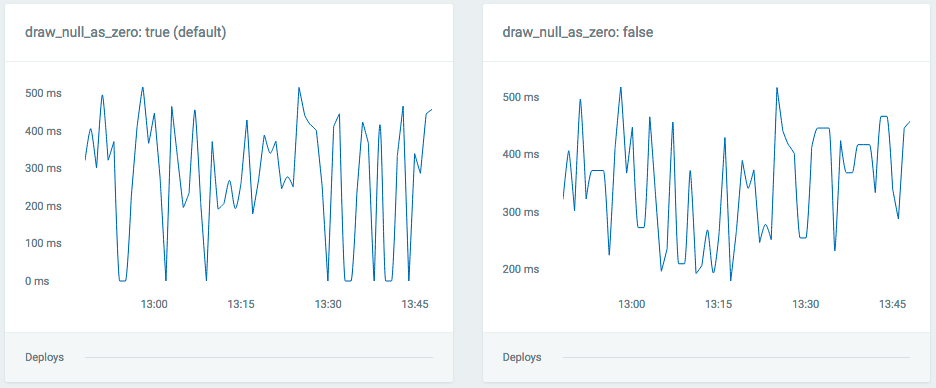 draw_null_as_zero: true (default)
500 ms
400 ms
300 ms
200 ms
100 ms
0 ms
13:00 13:15 13:30 13:45
Deploys
draw_null_as_zero: false
500 ms
400 ms
300 ms
200 ms
13:00 13:15 13:30 13:45
Deploys